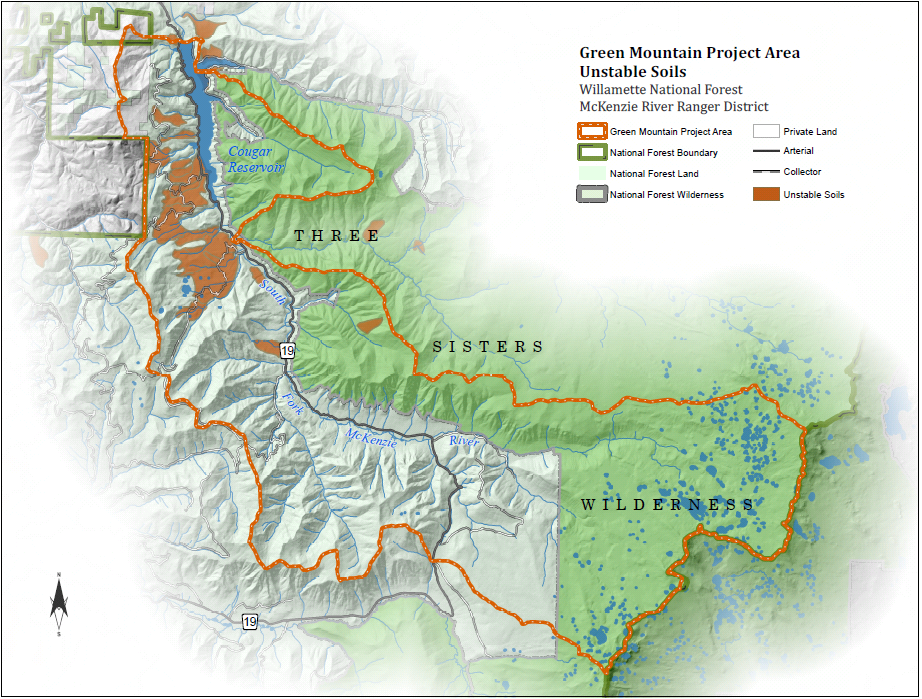 Green Mountain Project Area
Unstable Soils
Willamette National Forest
McKenzie River Ranger District
Green Mountain Project Area
National Forest Boundary
National Forest Land
National Forest Wilderness
Private Land
Arterial
Collector
Unstable Soils
Cougar
Reservoir
THREE
South
SISTERS
19
Fork
McKenzie
River
WILDERNESS
N
S
19